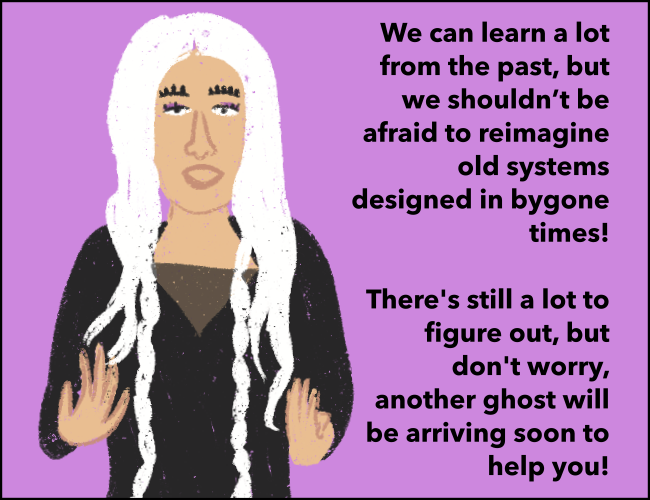 We can learn a lot
from the past, but
we shouldn’t be
afraid to reimagine
old systems
designed in bygone
times!
There's still a lot to
figure out, but
don't worry,
another ghost will
be arriving soon to
help you!